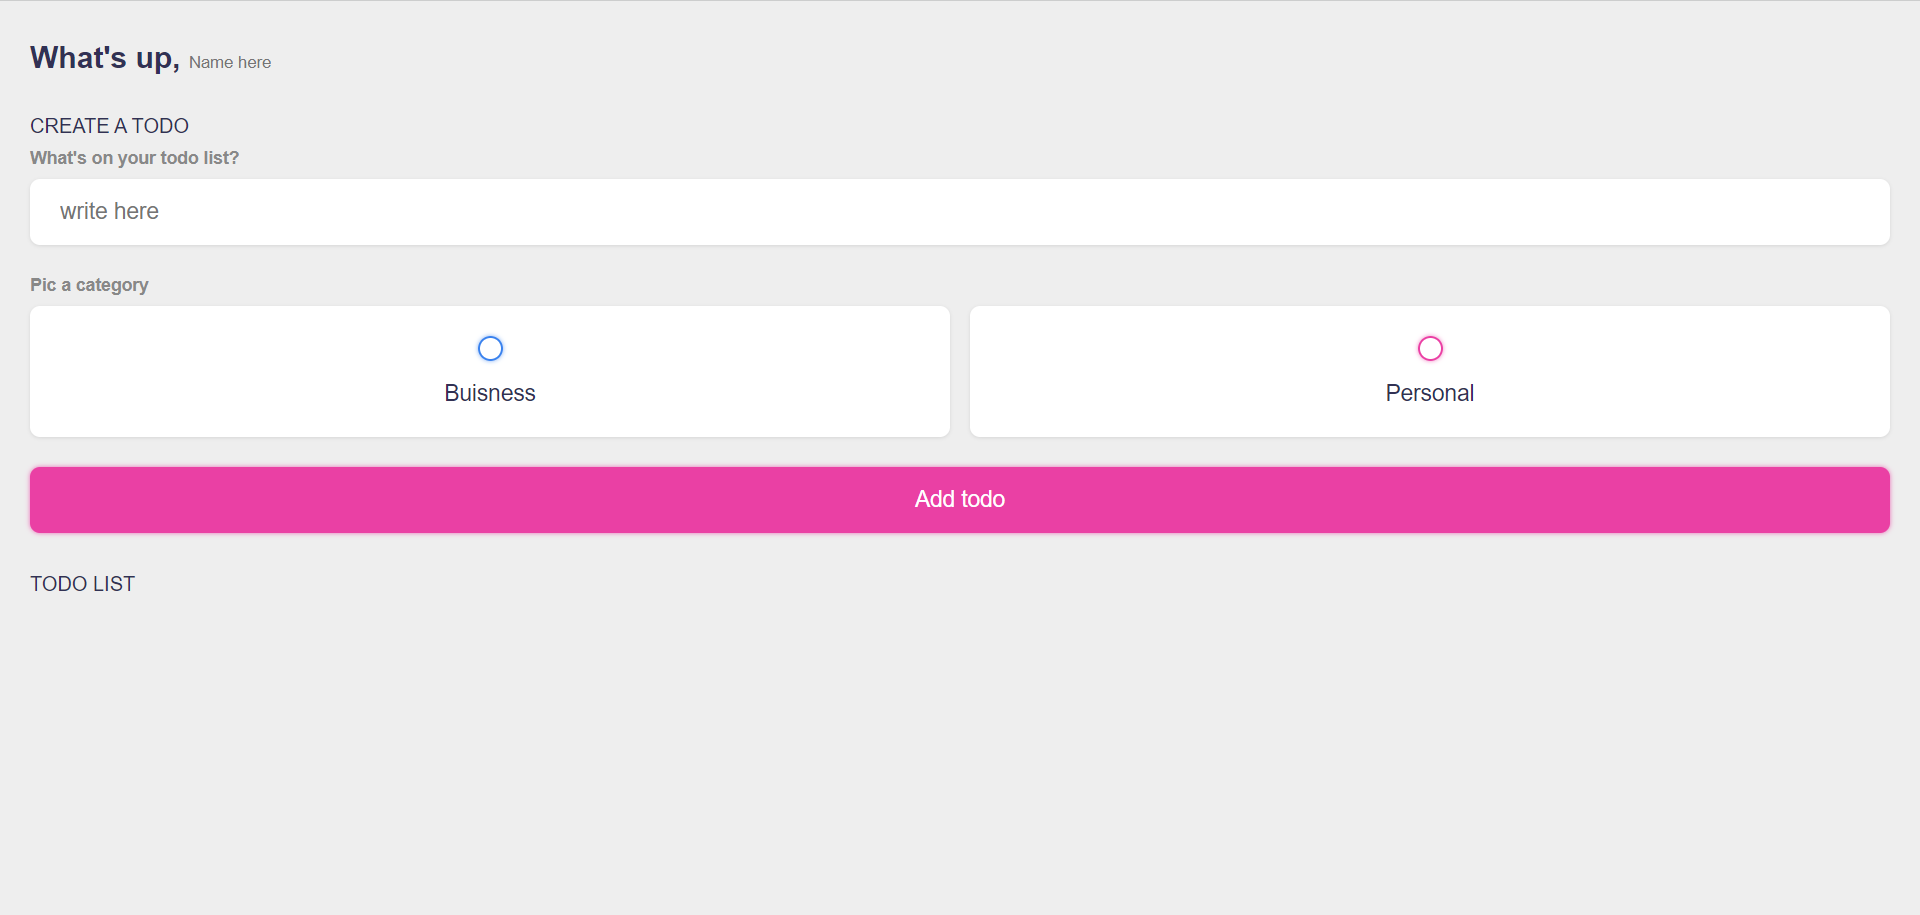 What's up, Name here
CREATE A TODO
What's on your todo list?
write here
Pic a category
Buisness
Personal
Add todo
TODO LIST